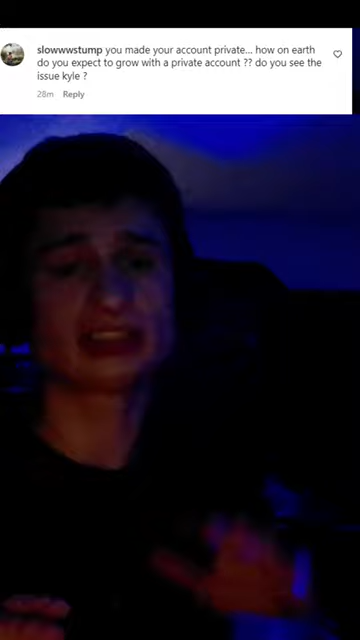 slowwwstump you made your account private... how on earth
do you expect to grow with a private account ?? do you see the
issue kyle ?
28m Reply